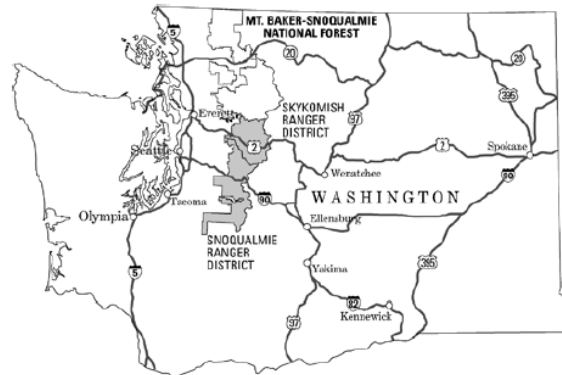 MT. BAKER-SNOQUALMIE
NATIONAL FOREST
5
20
20
395
Everett
SKYKOMISH
RANGER
DISTRICT
97
2
2
Seattle
Spokane
Wenatchee
90
90
WASHINGTON
Tacoma
Olympia
Ellensburg
SNOQUALMIE
RANGER
DISTRICT
5
Yakima
395
82
97
Kennewick